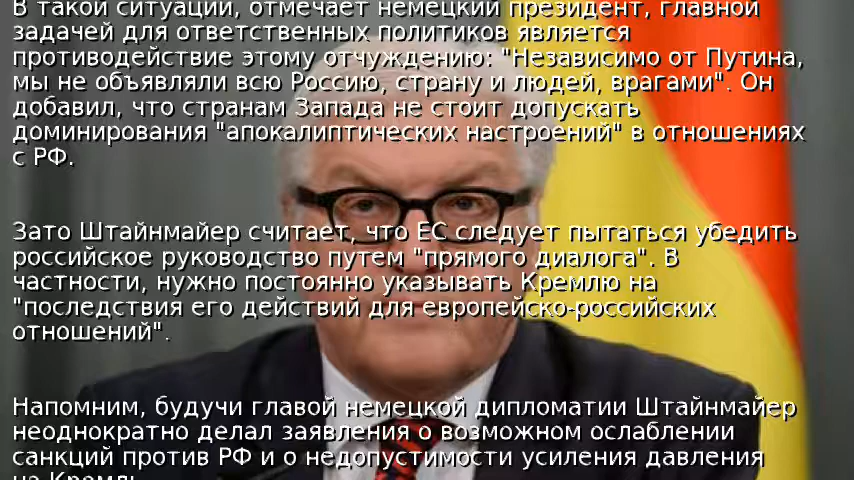 В такой ситуации, отмечает немецкий президент, главной
задачей для ответственных политиков является
противодействие этому отчуждению: "Независимо от Путина,
мы не объявляли всю Россию, страну и людей, врагами". Он
добавил, что странам Запада не стоит допускать
доминирования "апокалиптических настроений" в отношениях
с РФ.
Зато Штайнмайер считает, что ЕС следует пытаться убедить
российское руководство путем "прямого диалога". В
частности, нужно постоянно указывать Кремлю на
"последствия его действий для европейско-российских
отношений".
Напомним, будучи главой немецкой дипломатии Штайнмайер
неоднократно делал заявления о возможном ослаблении
санкций против РФ и о недопустимости усиления давления
на Кремль